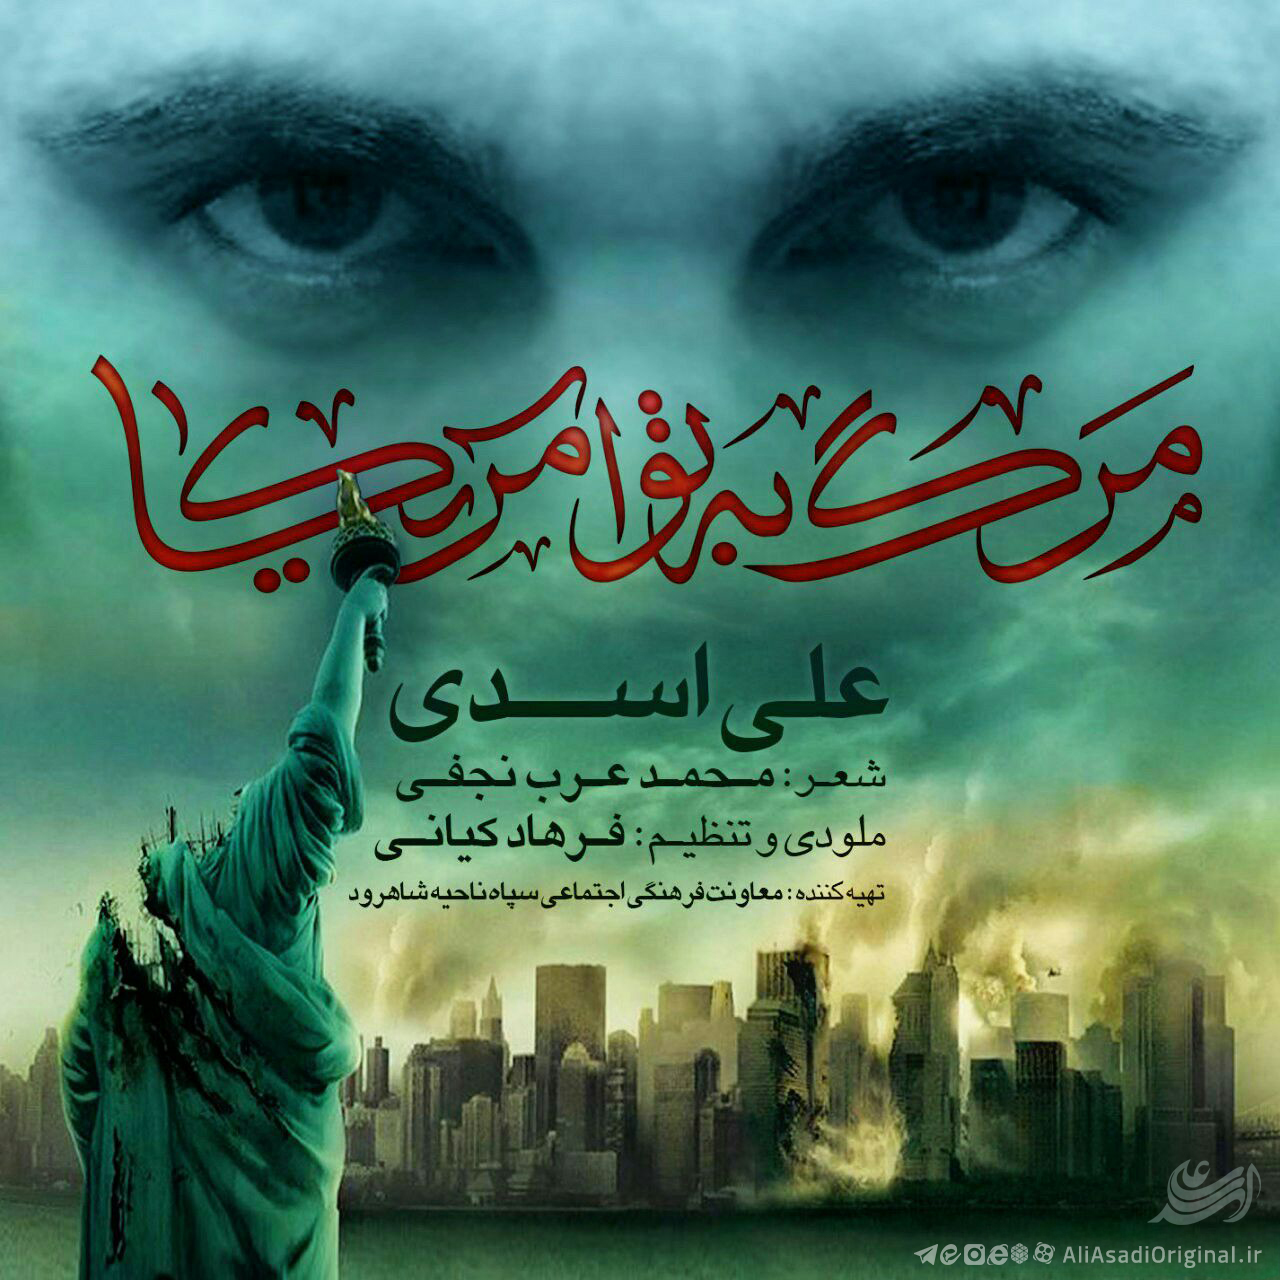 مرگ به تو امریکا
علی اسدی
شعر: محمد عرب نجفی
ملودی و تنظیم: فرهاد کیانی
تهیه کننده: معاونت فرهنگی اجتماعی سپاه ناحیه شاهرود
AliAsadiOriginal.ir